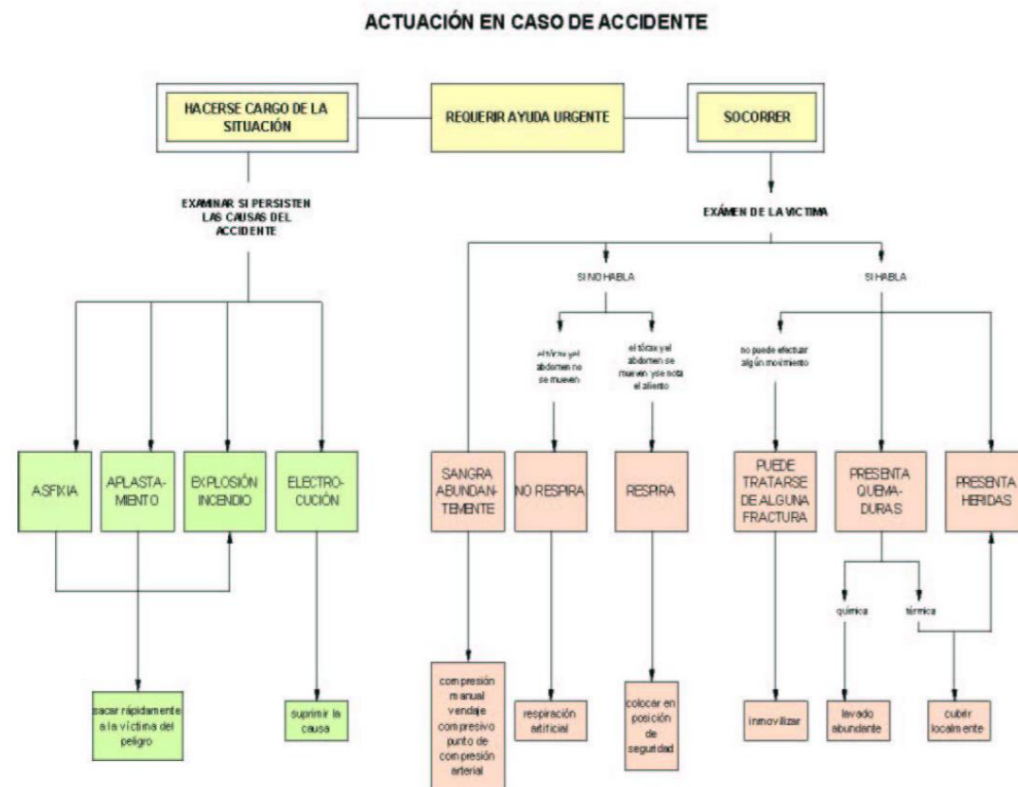 ACTUACIÓN EN CASO DE ACCIDENTE
HACERSE CARGO DE LA
SITUACIÓN
REQUERIR AYUDA URGENTE
SOCORRER
EXAMINAR SI PERSISTEN
LAS CAUSAS DEL
ACCIDENTE
EXÁMEN DE LA VICTIMA
SI NO HABLA
SI HABLA
el tórax y el
abdomen no
se mueven
el tórax y el
abdomen se
mueven y se nota
el aliento
no puede efectuar
algún movimiento
ASFIXIA
APLASTA-
MIENTO
EXPLOSIÓN
INCENDIO
ELECTRO-
CUCIÓN
SANGRA
ABUNDAN-
TEMENTE
NO RESPIRA
RESPIRA
PUEDE
TRATARSE
DE ALGUNA
FRACTURA
PRESENTA
QUEMA-
DURAS
PRESENTA
HERIDAS
química
térmica
sacar rápidamente
a la víctima del
peligro
suprimir la
causa
compresión
manual
vendaje
compresivo
punto de
compresión
arterial
respiración
artificial
colocar en
posición
de
seguridad
inmovilizar
lavado
abundante
cubrir
localmente